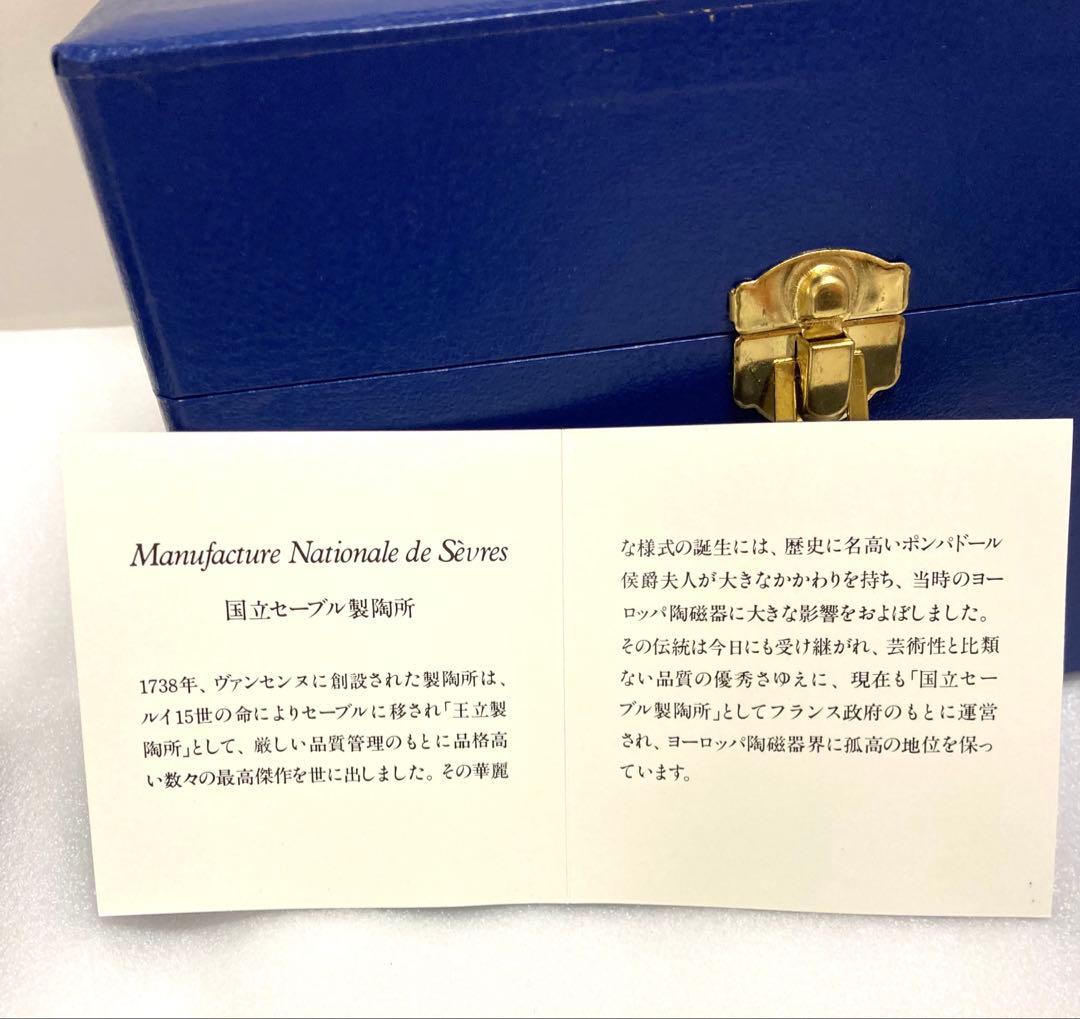 Manufacture Nationale de Sèvres
国立セーブル製陶所
1738年、ヴァンセンヌに創設された製陶所は、
ルイ15世の命によりセーブルに移され「王立製
陶所」として、厳しい品質管理のもとに品格高
い数々の最高傑作を世に出しました。その華麗
な様式の誕生には、歴史に名高いポンパドール
侯爵夫人が大きなかかわりを持ち、当時のヨー
ロッパ陶磁器に大きな影響をおよぼしました。
その伝統は今日にも受け継がれ、芸術性と比類
ない品質の優秀さゆえに、現在も「国立セー
ブル製陶所」としてフランス政府のもとに運営
され、ヨーロッパ陶磁器界に孤高の地位を保っ
ています。